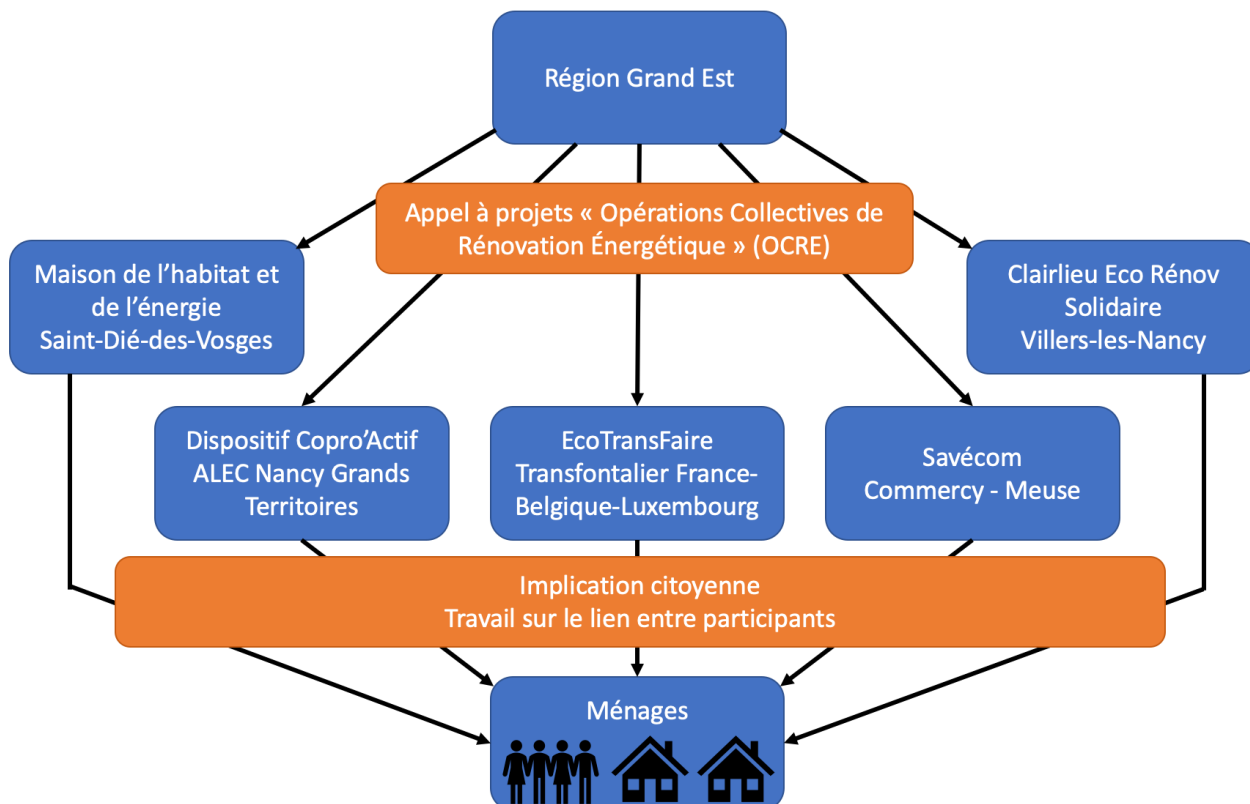 Région Grand Est
Appel à projets « Opérations Collectives de
Rénovation Énergétique » (OCRE)
Maison de l’habitat et
de l’énergie
Saint-Dié-des-Vosges
Clairlieu Eco Rénov
Solidaire
Villers-les-Nancy
Dispositif Copro’Actif
ALEC Nancy Grands
Territoires
EcoTransFaire
Transfontalier France-
Belgique-Luxembourg
Savécom
Commercy - Meuse
Implication citoyenne
Travail sur le lien entre participants
Ménages